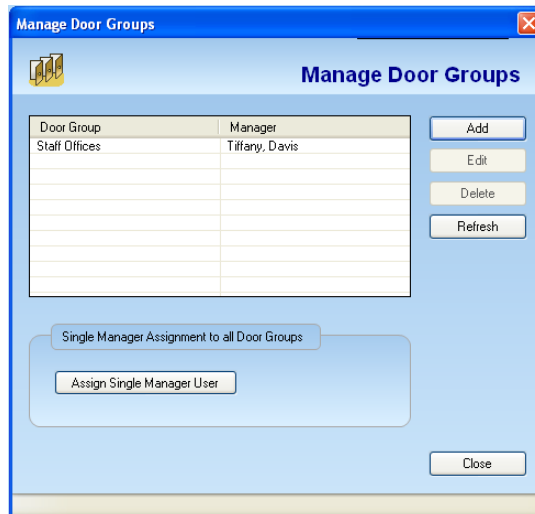 Manage Door Groups
Manage Door Groups
Door Group Manager
Staff Offices Tiffany, Davis
Add
Edit
Delete
Refresh
Single Manager Assignment to all Door Groups
Assign Single Manager User
Close